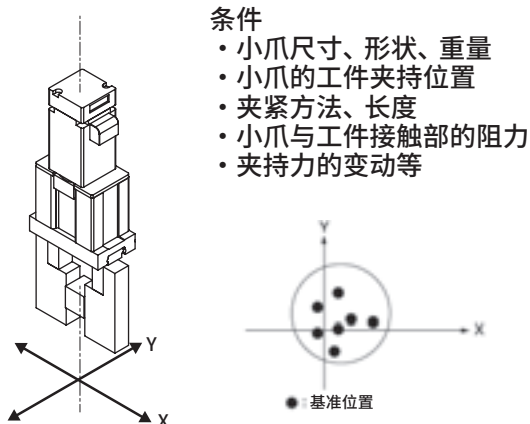 条件
・小爪尺寸、形状、重量
・小爪的工件夹持位置
・夹紧方法、长度
・小爪与工件接触部的阻力
・夹持力的变动等
Y
X
●:基准位置
Y
X